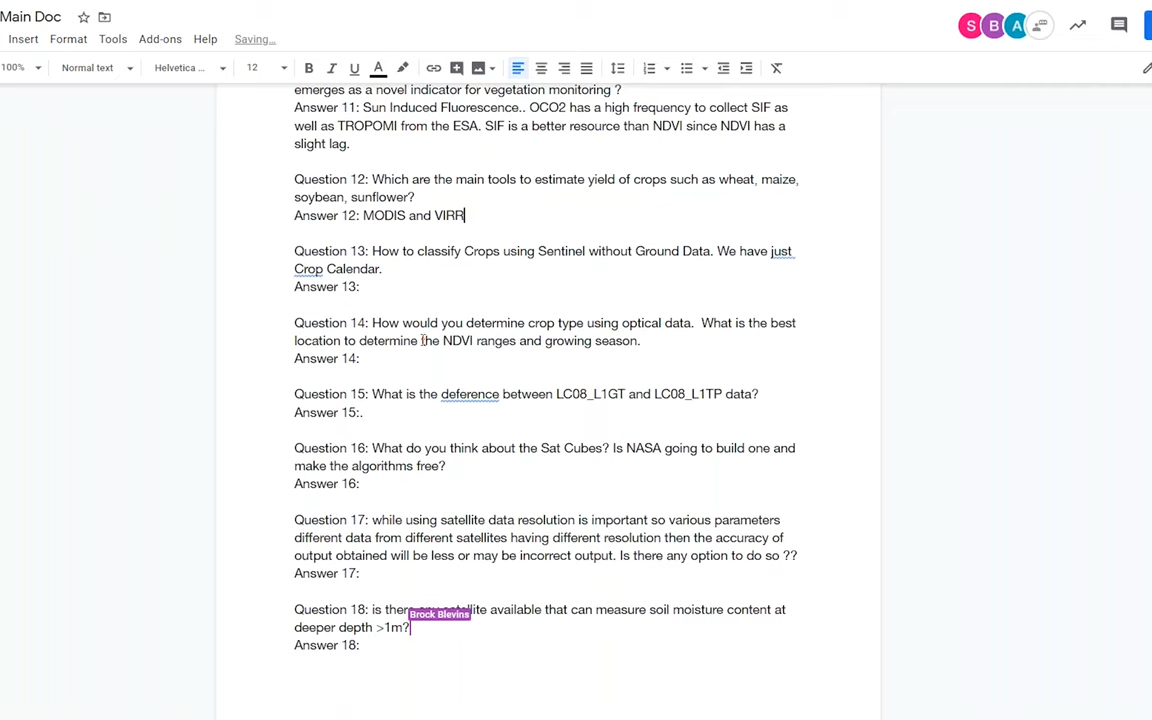 Main Doc
S B A
Insert Format Tools Add-ons Help Saving...
100% Normal text Helvetica ... 12 B I U A
emerges as a novel indicator for vegetation monitoring ?
Answer 11: Sun Induced Fluorescence.. OCO2 has a high frequency to collect SIF as
well as TROPOMI from the ESA. SIF is a better resource than NDVI since NDVI has a
slight lag.
Question 12: Which are the main tools to estimate yield of crops such as wheat, maize,
soybean, sunflower?
Answer 12: MODIS and VIRR
Question 13: How to classify Crops using Sentinel without Ground Data. We have just
Crop Calendar.
Answer 13:
Question 14: How would you determine crop type using optical data.  What is the best
location to determine the NDVI ranges and growing season.
Answer 14:
Question 15: What is the deference between LC08_L1GT and LC08_L1TP data?
Answer 15:.
Question 16: What do you think about the Sat Cubes? Is NASA going to build one and
make the algorithms free?
Answer 16:
Question 17: while using satellite data resolution is important so various parameters
different data from different satellites having different resolution then the accuracy of
output obtained will be less or may be incorrect output. Is there any option to do so ??
Answer 17:
Question 18: is there any satellite available that can measure soil moisture content at
Brock Blevins
deeper depth >1m?
Answer 18: